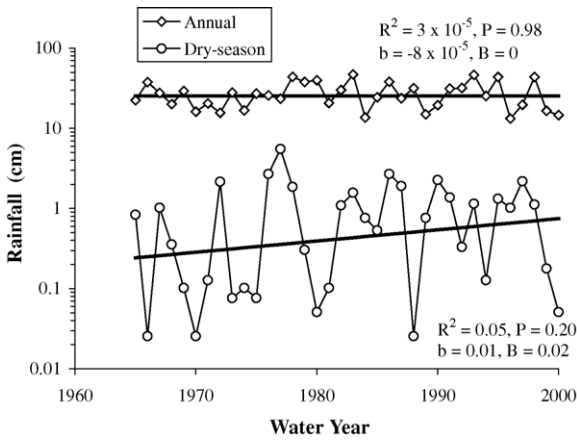 Annual
Dry-season
R² = 3 x 10⁻⁵, P = 0.98
b = -8 x 10⁻⁵, B = 0
100
10
1
0.1
0.01
Rainfall (cm)
R² = 0.05, P = 0.20
b = 0.01, B = 0.02
1960
1970
1980
1990
2000
Water Year